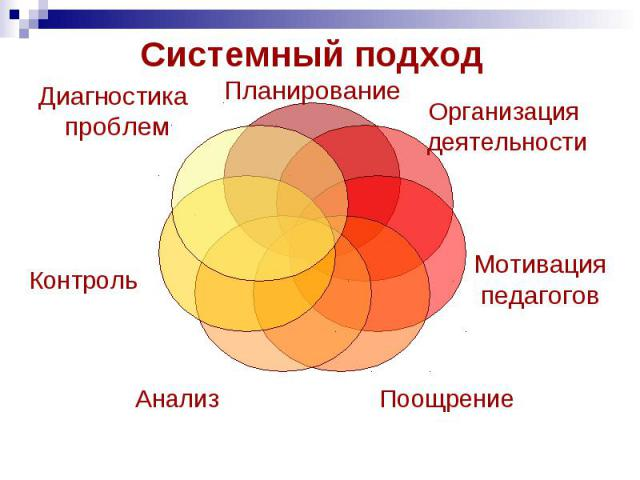 Системный подход
Планирование
Организация
деятельности
Мотивация
педагогов
Поощрение
Анализ
Контроль
Диагностика
проблем